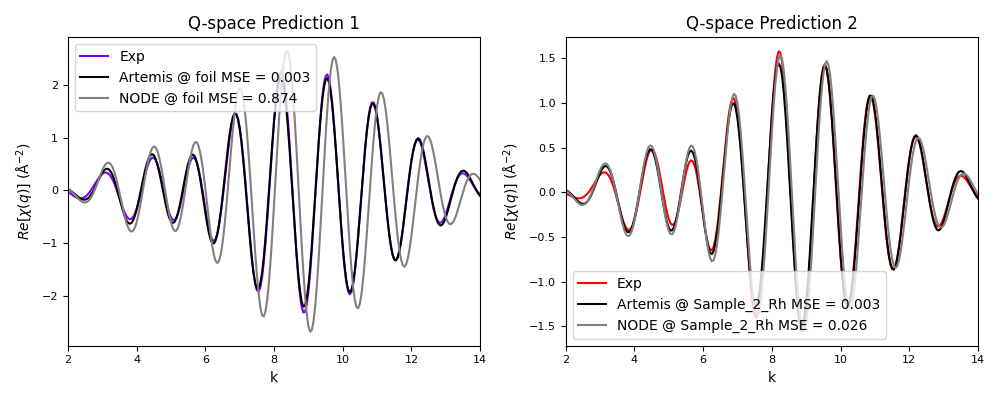 Q-space Prediction 1
Exp
Artemis @ foil MSE = 0.003
NODE @ foil MSE = 0.874
Re[χ(q)] (Å⁻²)
2
1
0
−1
−2
2 4 6 8 10 12 14
k
Q-space Prediction 2
Exp
Artemis @ Sample_2_Rh MSE = 0.003
NODE @ Sample_2_Rh MSE = 0.026
Re[χ(q)] (Å⁻²)
1.5
1.0
0.5
0.0
−0.5
−1.0
−1.5
2 4 6 8 10 12 14
k